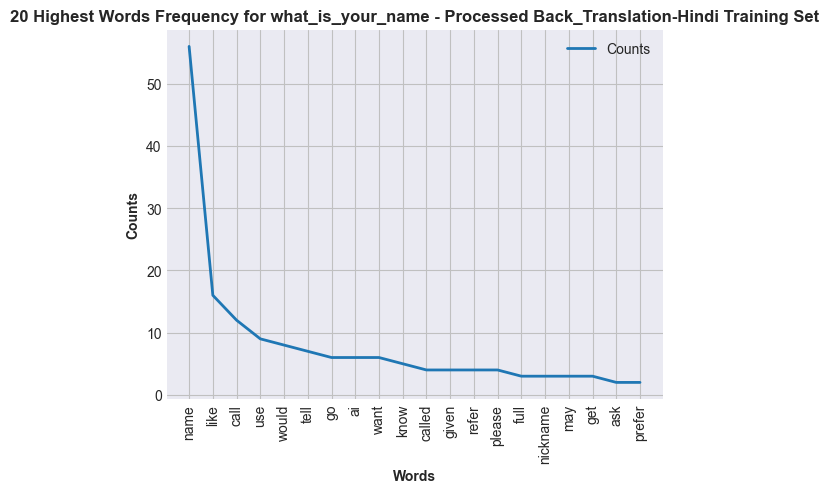 20 Highest Words Frequency for what_is_your_name - Processed Back_Translation-Hindi Training Set
Counts
Counts
50
40
30
20
10
0
name
like
call
use
would
tell
go
ai
want
know
called
given
refer
please
full
nickname
may
get
ask
prefer
Words